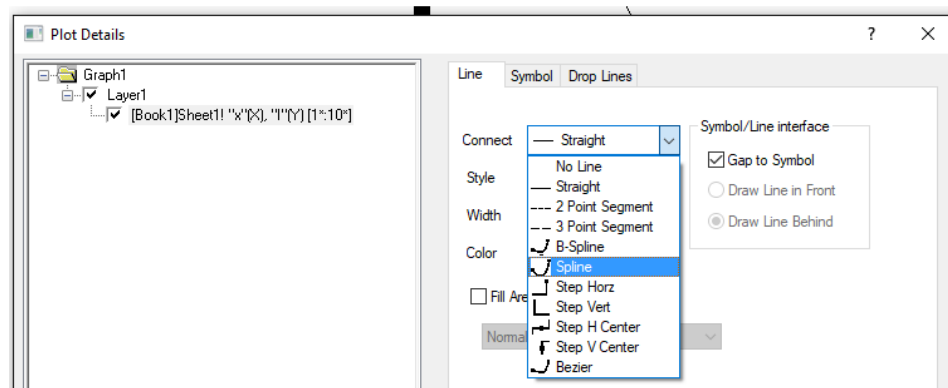 Plot Details
?
Graph1
Layer1
[Book1]Sheet1! "x"(X), "I"(Y) [1*:10*]
Line
Symbol
Drop Lines
Connect
Straight
Symbol/Line interface
No Line
Gap to Symbol
Style
Straight
Draw Line in Front
2 Point Segment
Width
3 Point Segment
Draw Line Behind
Color
B-Spline
Spline
Step Horz
Fill Are
Step Vert
Normal
Step H Center
Step V Center
Bezier